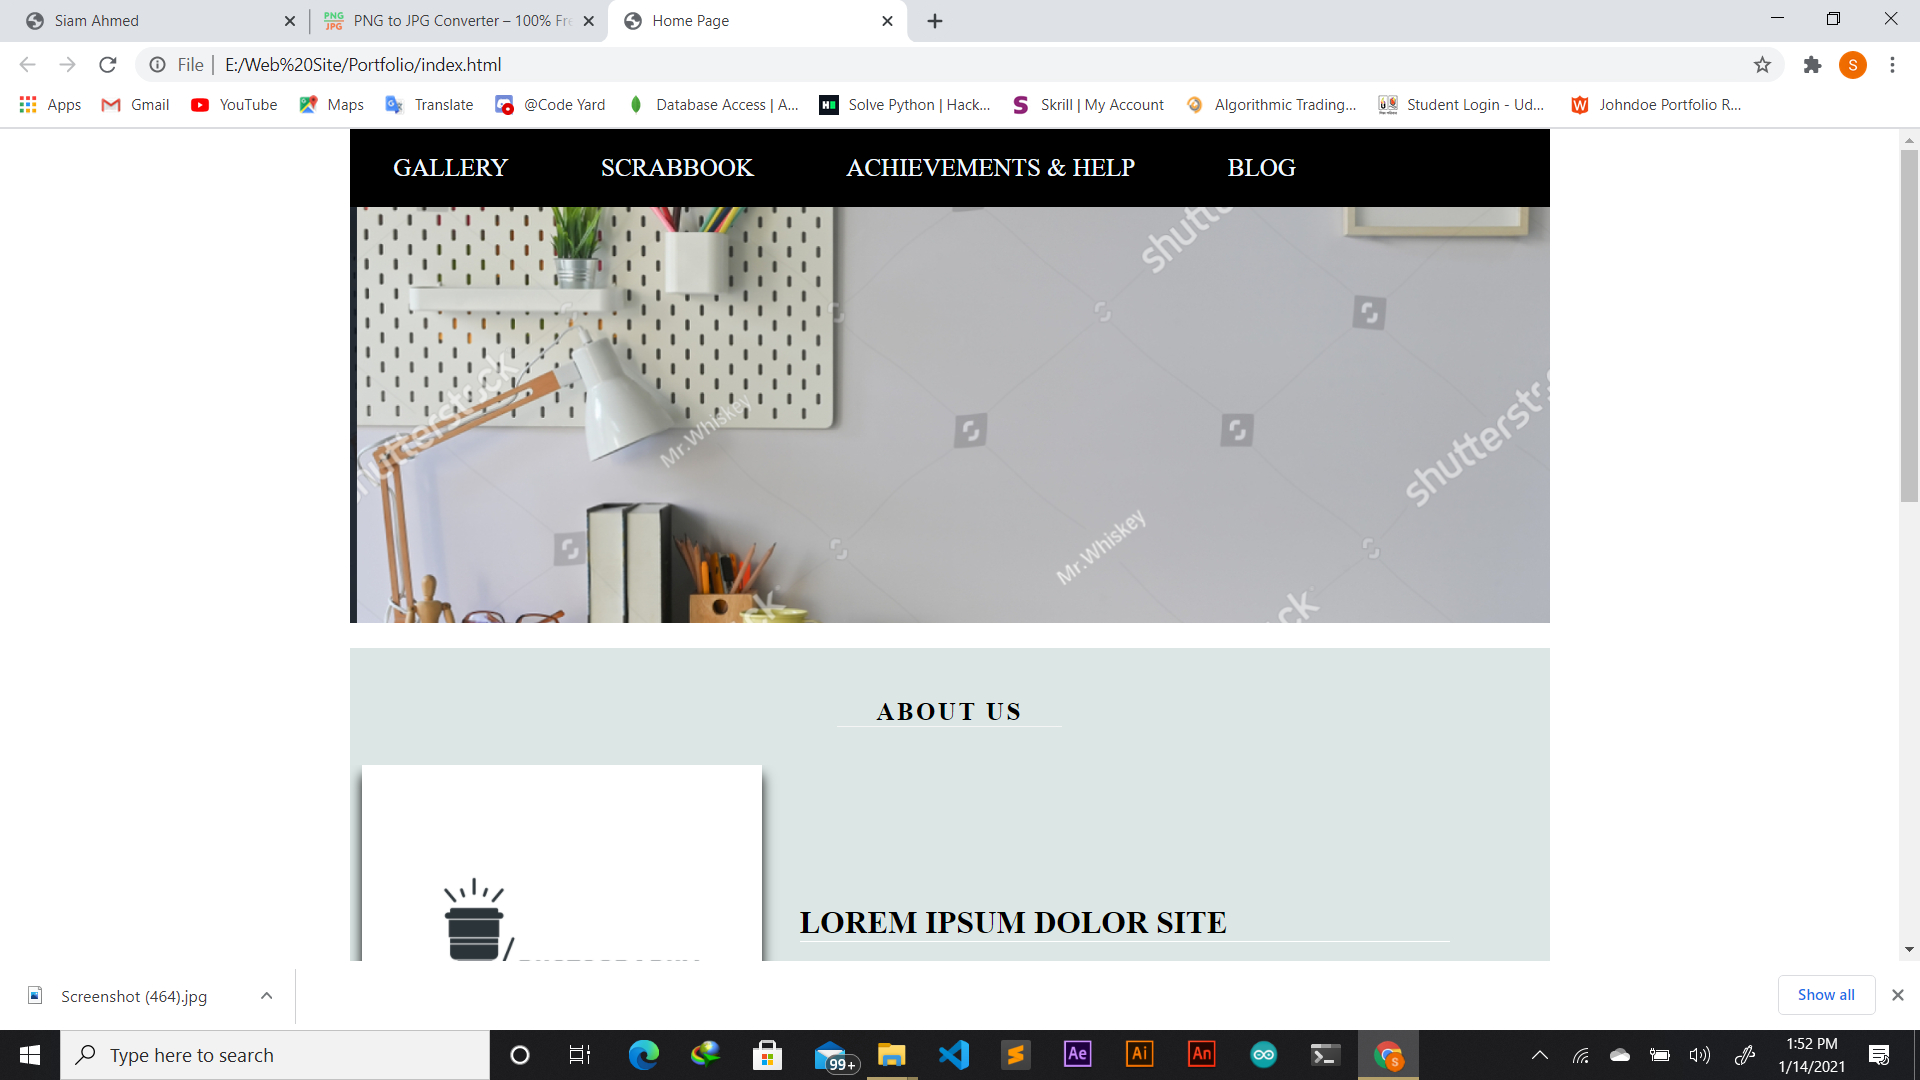 Siam Ahmed
PNG to JPG Converter – 100% Fre
Home Page
File
E:/Web%20Site/Portfolio/index.html
S
Apps
Gmail
YouTube
Maps
Translate
@Code Yard
Database Access | A...
Solve Python | Hack...
Skrill | My Account
Algorithmic Trading...
Student Login - Ud...
Johndoe Portfolio R...
GALLERY
SCRABBOOK
ACHIEVEMENTS & HELP
BLOG
shutterstock
Mr.Whiskey
shutterst
Mr.Whiskey
ABOUT US
LOREM IPSUM DOLOR SITE
Screenshot (464).jpg
Show all
Type here to search
99+
Ae
Ai
An
S
1:52 PM
1/14/2021